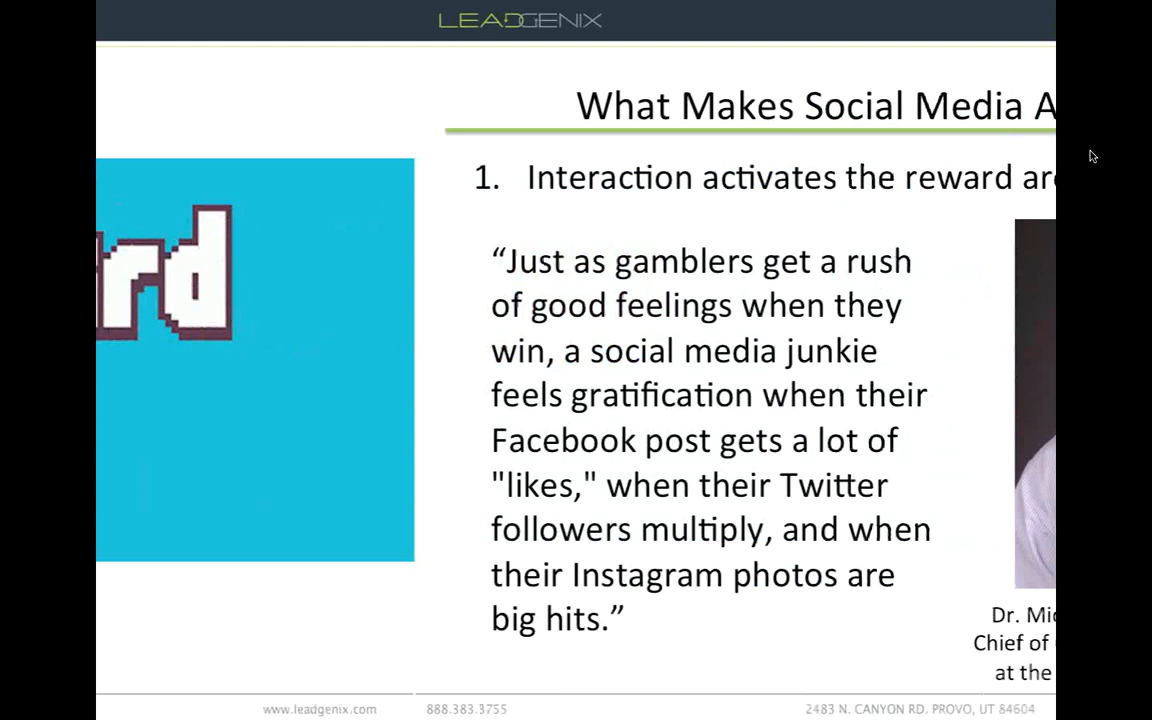 LEADGENIX
What Makes Social Media A
1. Interaction activates the reward
rd
“Just as gamblers get a rush
of good feelings when they
win, a social media junkie
feels gratification when their
Facebook post gets a lot of
"likes," when their Twitter
followers multiply, and when
their Instagram photos are
big hits.”
Dr.
Chief of
at the
www.leadgenix.com 888.383.3755 2483 N. CANYON RD. PROVO, UT 84604